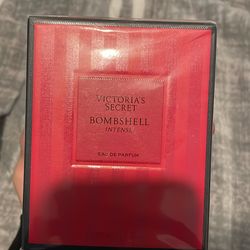 VICTORIA'S
SECRET
BOMBSHELL
INTENSE
EAU DE PARFUM